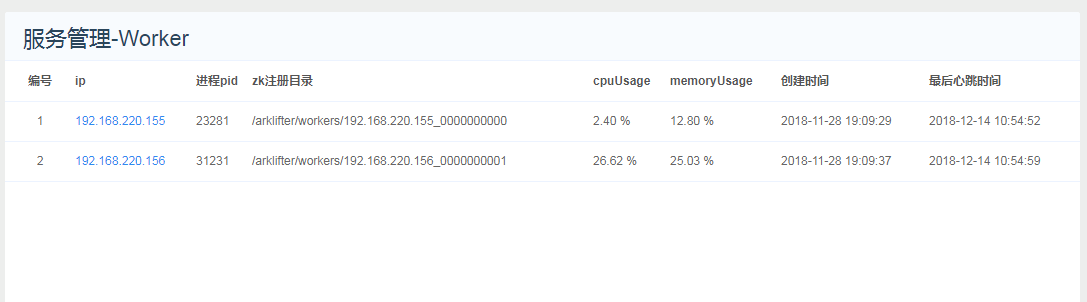 服务管理-Worker
编号 ip 进程pid zk注册目录 cpuUsage memoryUsage 创建时间 最后心跳时间
1 192.168.220.155 23281 /arklifter/workers/192.168.220.155_0000000000 2.40 % 12.80 % 2018-11-28 19:09:29 2018-12-14 10:54:52
2 192.168.220.156 31231 /arklifter/workers/192.168.220.156_0000000001 26.62 % 25.03 % 2018-11-28 19:09:37 2018-12-14 10:54:59